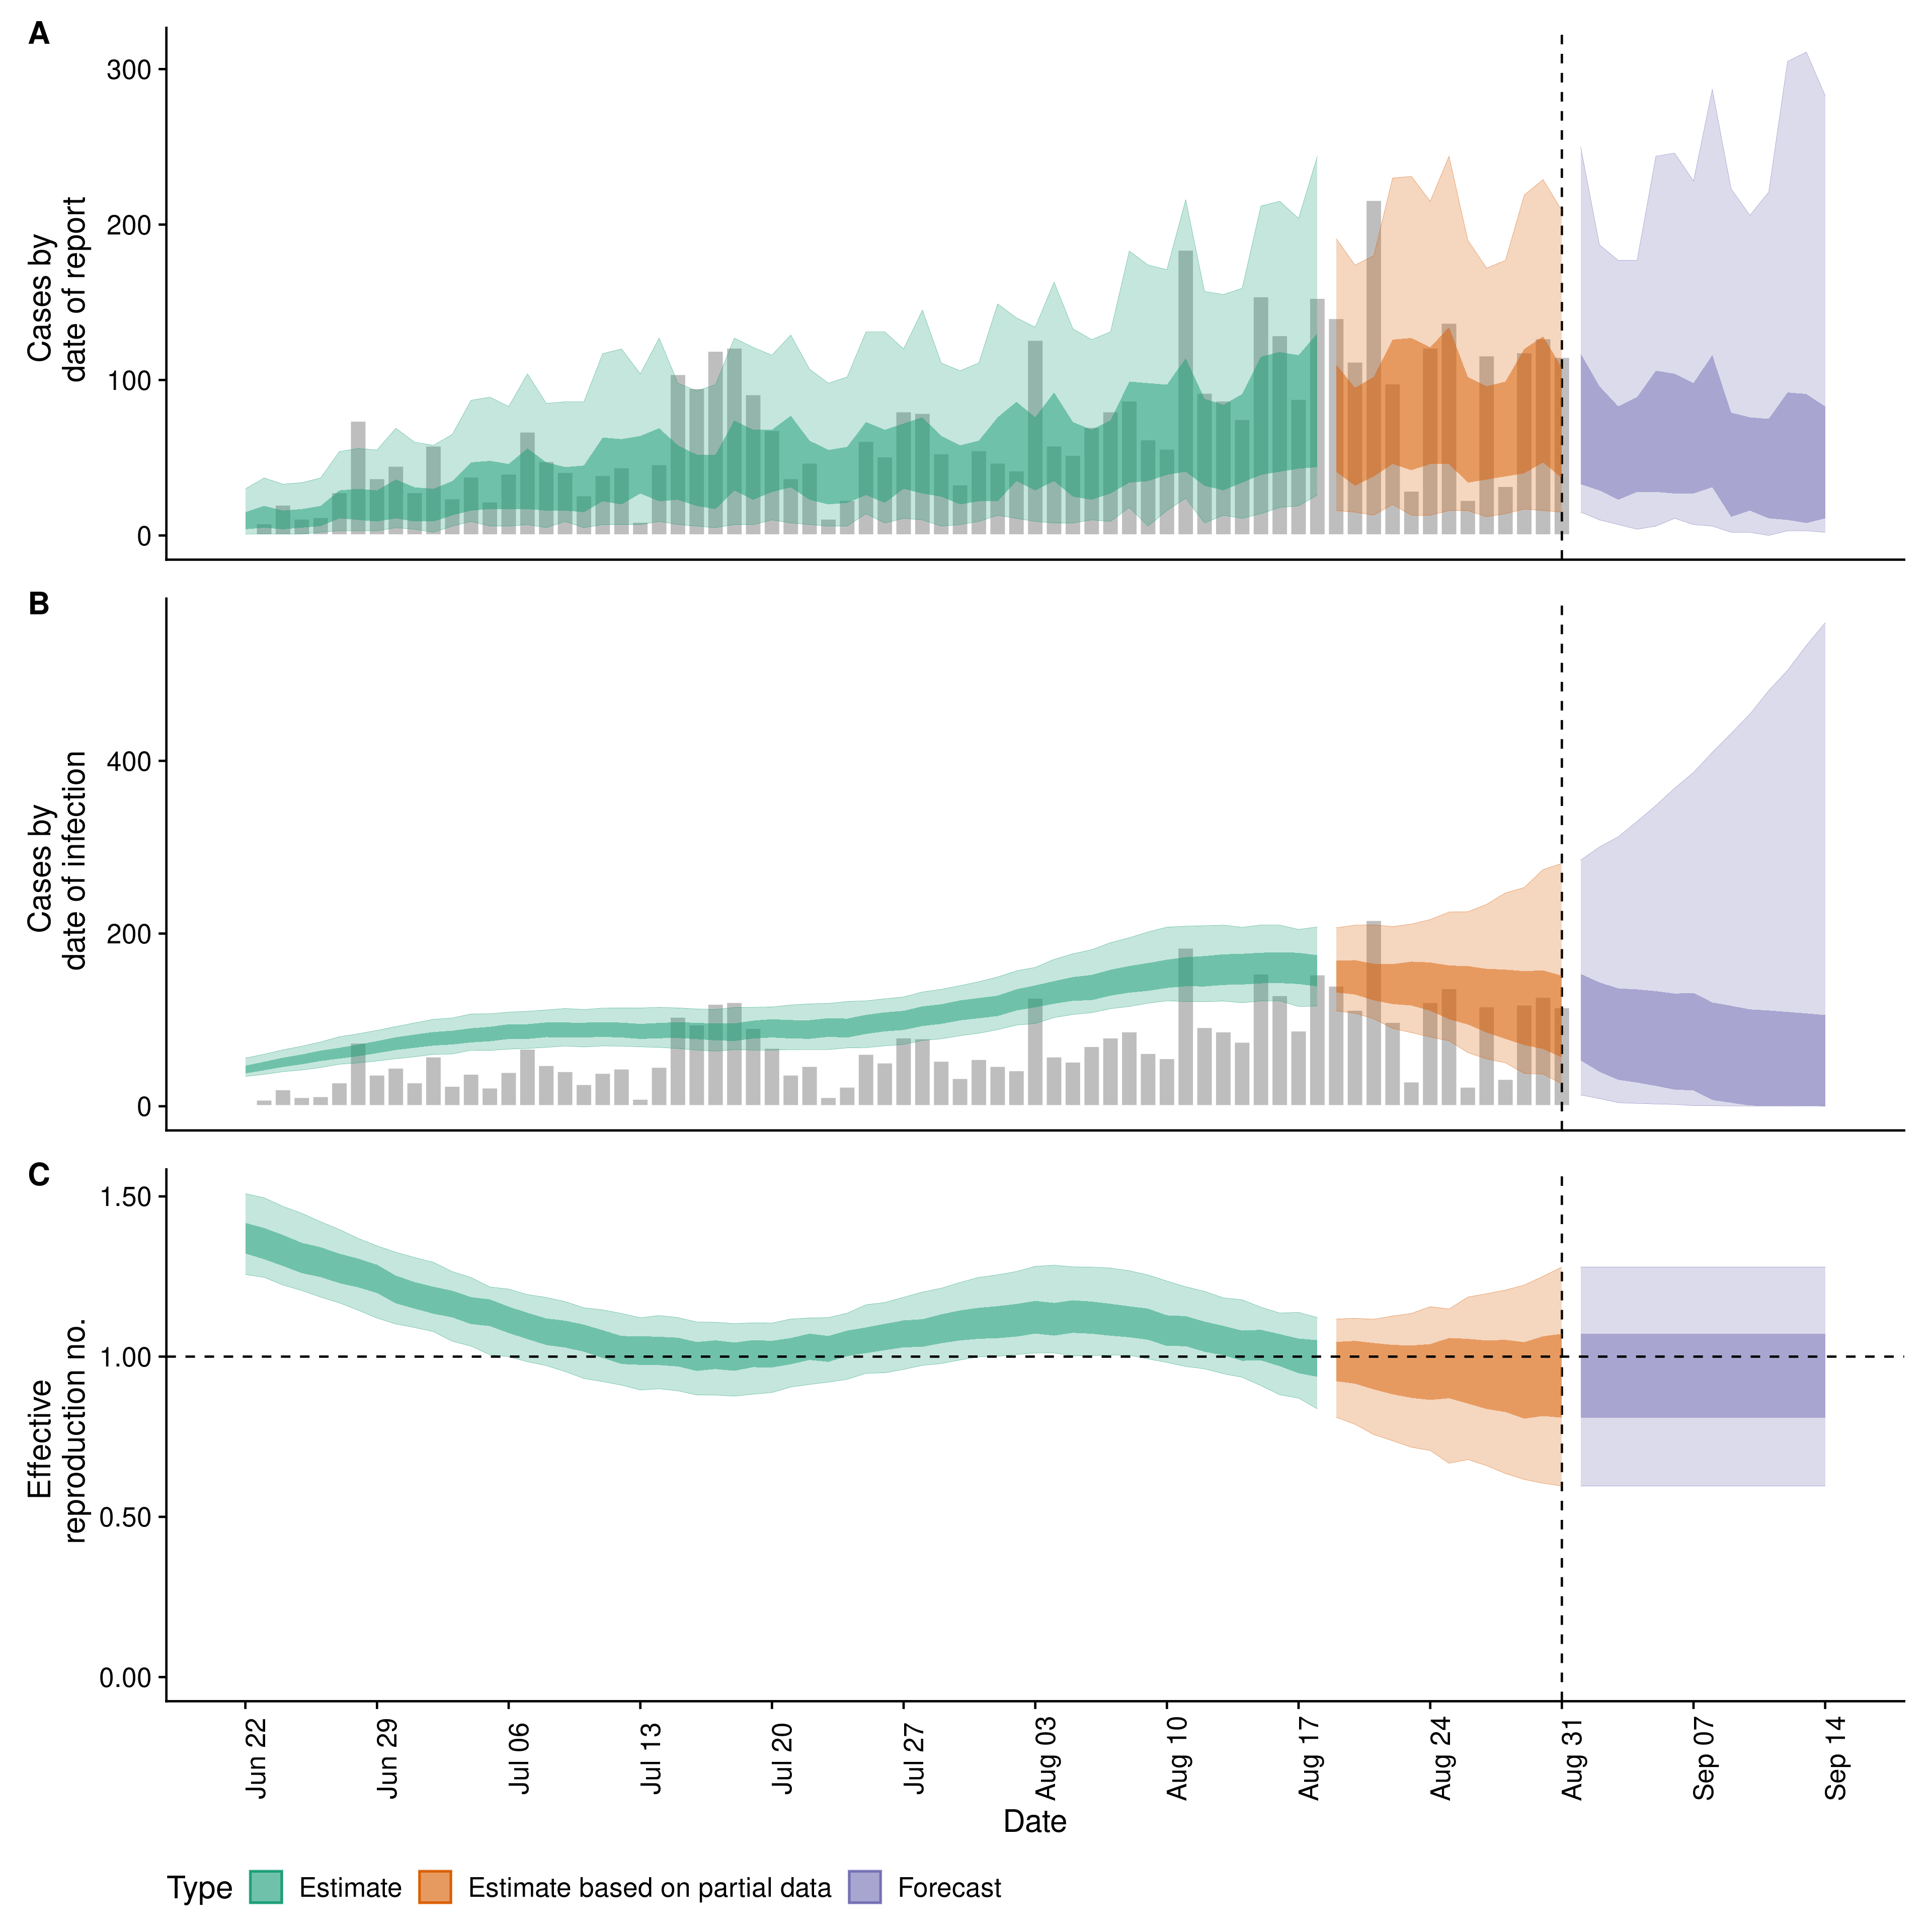 A
Cases by
date of report
300
200
100
0
B
Cases by
date of infection
400
200
0
C
Effective
reproduction no.
1.50
1.00
0.50
0.00
Jun 22
Jun 29
Jul 06
Jul 13
Jul 20
Jul 27
Aug 03
Aug 10
Aug 17
Aug 24
Aug 31
Sep 07
Sep 14
Date
Type Estimate Estimate based on partial data Forecast